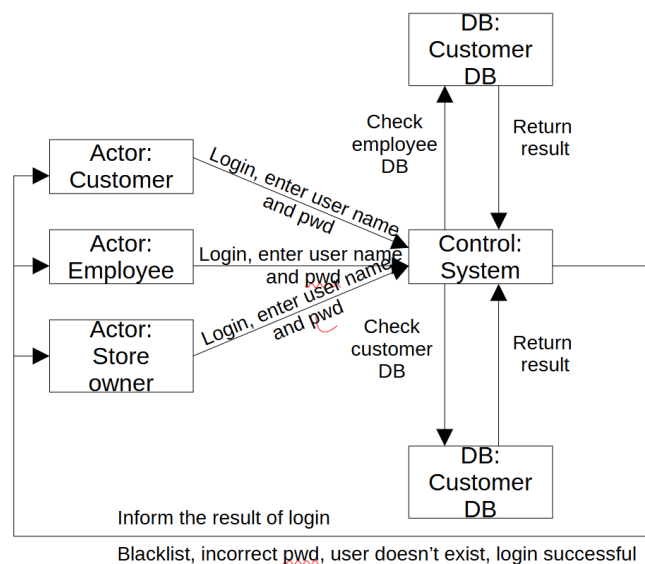 DB:
Customer
DB
Check
employee
DB
Return
result
Actor:
Customer
Login, enter user name
and pwd
Actor:
Employee
Login, enter user name
and pwd
Control:
System
Actor:
Store
owner
Login, enter user name
and pwd
Check
customer
DB
Return
result
DB:
Customer
DB
Inform the result of login
Blacklist, incorrect pwd, user doesn't exist, login successful